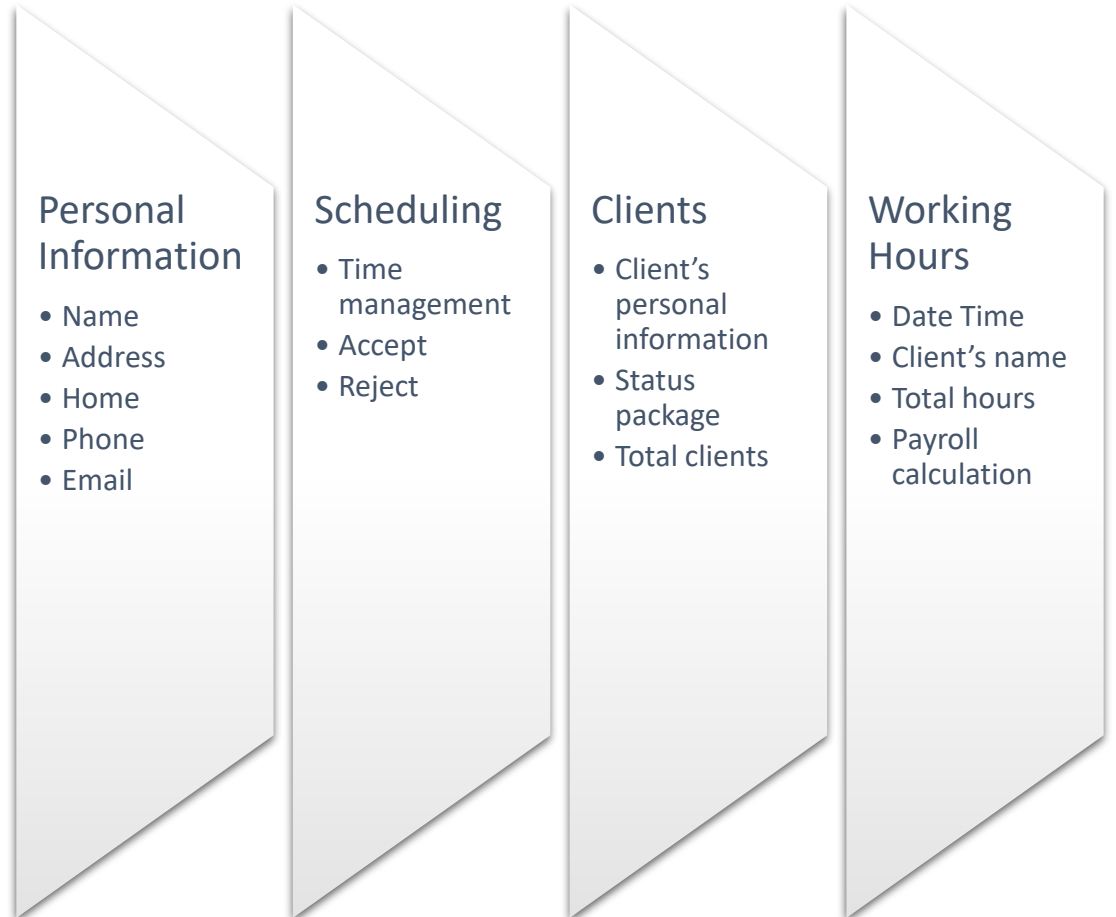 Personal
Information
• Name
• Address
• Home
• Phone
• Email
Scheduling
• Time
management
• Accept
• Reject
Clients
• Client’s
personal
information
• Status
package
• Total clients
Working
Hours
• Date Time
• Client’s name
• Total hours
• Payroll
calculation